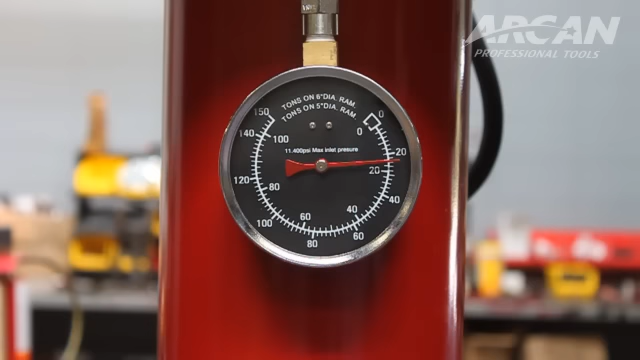 ARCAN
PROFESSIONAL TOOLS
TONS ON 6"DIA. RAM.
TONS ON 5"DIA. RAM.
150 0
140 100 0
11.400psi Max inlet pressure
20
120 20
80
40
100 60 40
80 60